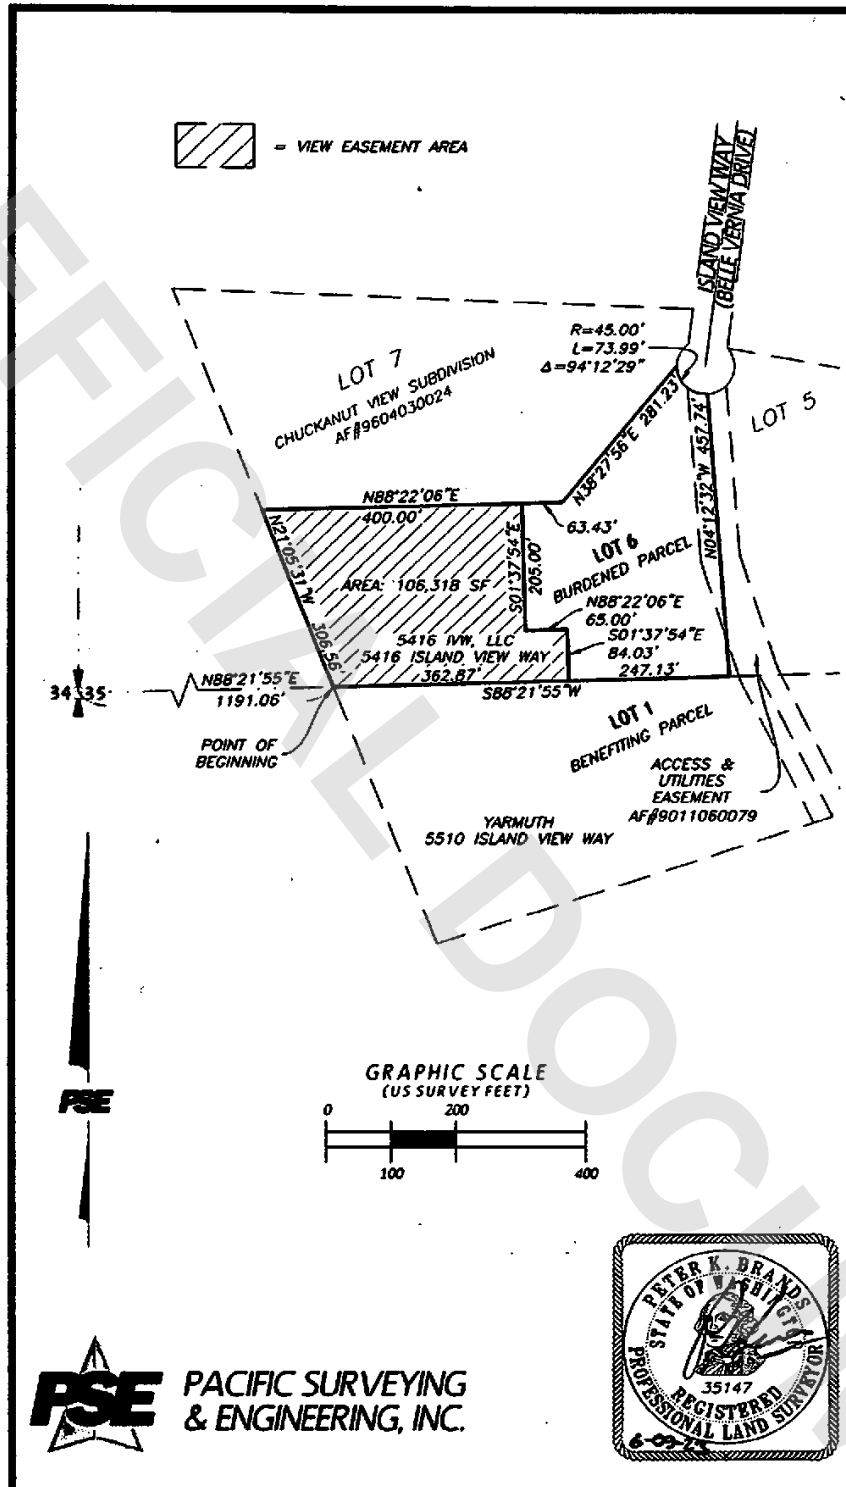 = VIEW EASEMENT AREA
ISLAND VIEW WAY
(BELLE VERNIA DRIVE)
R=45.00'
L=73.99'
Δ=94°12'29"
LOT 7
CHUCKANUT VIEW SUBDIVISION
AF#9604030024
LOT 5
N38°27'56"E 281.23'
N04°12'32"W 457.74'
N88°22'06"E
400.00'
63.43'
N21°05'31"W 306.56'
S01°37'54"E
205.00'
LOT 6
BURDENED PARCEL
AREA: 106,318 SF
N88°22'06"E
65.00'
S01°37'54"E
84.03'
5416 IVW, LLC
5416 ISLAND VIEW WAY
362.87'
247.13'
S88°21'55"W
34 35
N88°21'55"E
1191.06'
POINT OF
BEGINNING
LOT 1
BENEFITING PARCEL
ACCESS &
UTILITIES
EASEMENT
AF#9011060079
YARMUTH
5510 ISLAND VIEW WAY
PSE
GRAPHIC SCALE
(US SURVEY FEET)
0 200
100 400
PETER K. BRANDS
STATE OF WASHINGTON
35147
REGISTERED
PROFESSIONAL LAND SURVEYOR
6-09-23
PSE
PACIFIC SURVEYING
& ENGINEERING, INC.